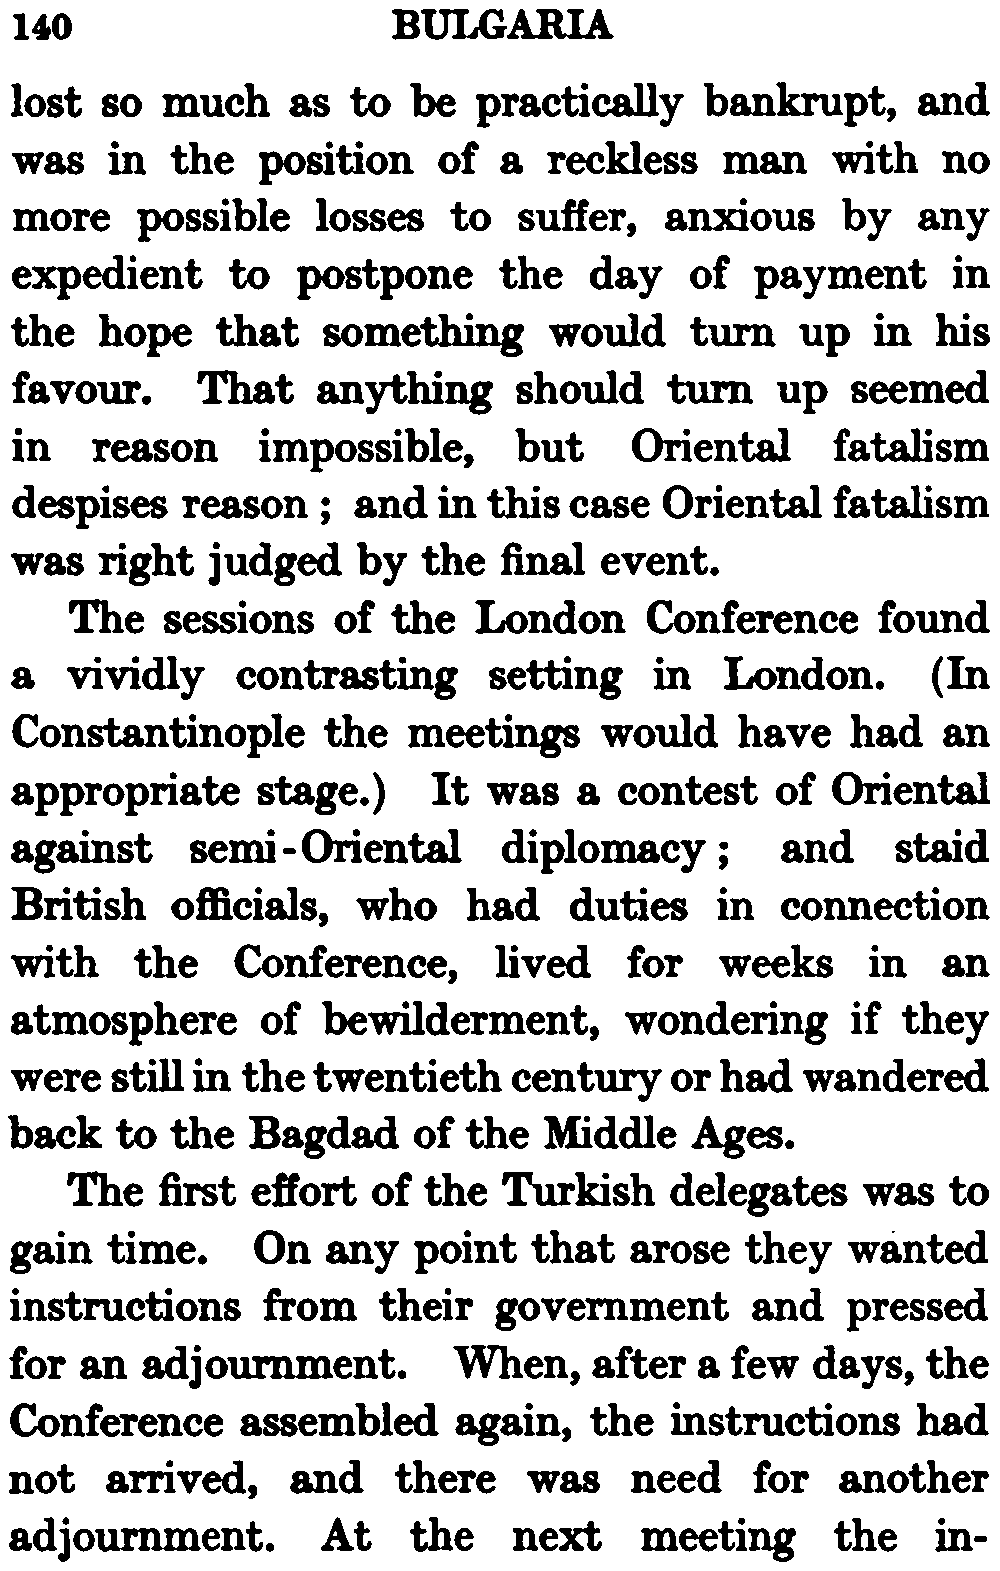 140 BULGARIA
lost so much as to be practically bankrupt, and
was in the position of a reckless man with no
more possible losses to suffer, anxious by any
expedient to postpone the day of payment in
the hope that something would turn up in his
favour. That anything should turn up seemed
in reason impossible, but Oriental fatalism
despises reason ; and in this case Oriental fatalism
was right judged by the final event.
The sessions of the London Conference found
a vividly contrasting setting in London. (In
Constantinople the meetings would have had an
appropriate stage.) It was a contest of Oriental
against semi-Oriental diplomacy ; and staid
British officials, who had duties in connection
with the Conference, lived for weeks in an
atmosphere of bewilderment, wondering if they
were still in the twentieth century or had wandered
back to the Bagdad of the Middle Ages.
The first effort of the Turkish delegates was to
gain time. On any point that arose they wanted
instructions from their government and pressed
for an adjournment. When, after a few days, the
Conference assembled again, the instructions had
not arrived, and there was need for another
adjournment. At the next meeting the in-